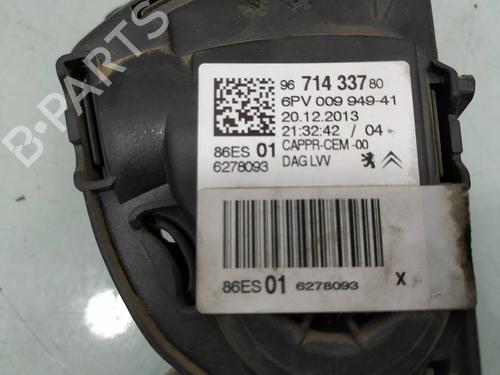 96 714 337 80
6PV 009 949-41
20.12.2013
21:32:42 / 04
86ES 01 CAPPR-CEM -00
6278093 DAG LVV
86ES 01 6278093 X